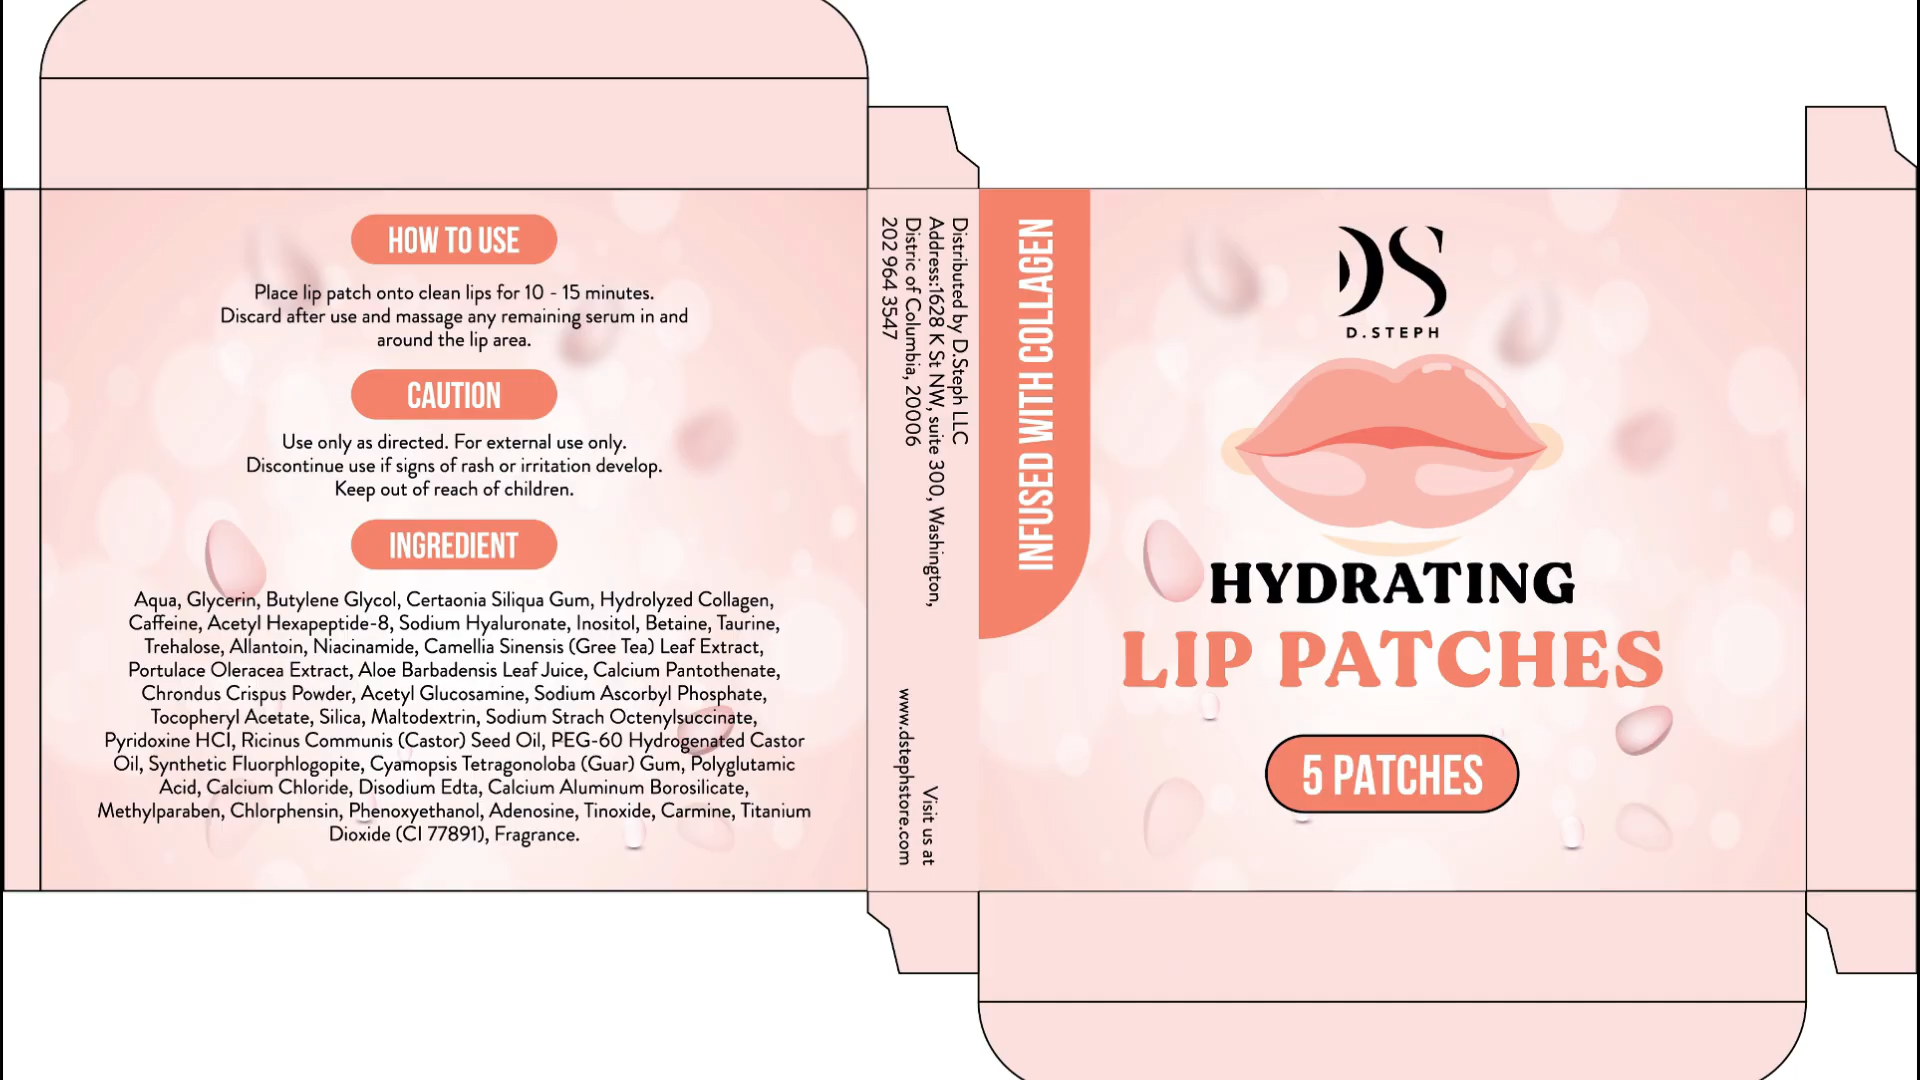 HOW TO USE
Place lip patch onto clean lips for 10 - 15 minutes.
Discard after use and massage any remaining serum in and
around the lip area.
CAUTION
Use only as directed. For external use only.
Discontinue use if signs of rash or irritation develop.
Keep out of reach of children.
INGREDIENT
Aqua, Glycerin, Butylene Glycol, Certaonia Siliqua Gum, Hydrolyzed Collagen,
Caffeine, Acetyl Hexapeptide-8, Sodium Hyaluronate, Inositol, Betaine, Taurine,
Trehalose, Allantoin, Niacinamide, Camellia Sinensis (Gree Tea) Leaf Extract,
Portulace Oleracea Extract, Aloe Barbadensis Leaf Juice, Calcium Pantothenate,
Chrondus Crispus Powder, Acetyl Glucosamine, Sodium Ascorbyl Phosphate,
Tocopheryl Acetate, Silica, Maltodextrin, Sodium Strach Octenylsuccinate,
Pyridoxine HCI, Ricinus Communis (Castor) Seed Oil, PEG-60 Hydrogenated Castor
Oil, Synthetic Fluorphlogopite, Cyamopsis Tetragonoloba (Guar) Gum, Polyglutamic
Acid, Calcium Chloride, Disodium Edta, Calcium Aluminum Borosilicate,
Methylparaben, Chlorphensin, Phenoxyethanol, Adenosine, Tinoxide, Carmine, Titanium
Dioxide (CI 77891), Fragrance.
Distributed by D.Steph LLC
Address:1628 K St NW, suite 300, Washington,
Distric of Columbia, 20006
202 964 3547
Visit us at
www.dstephstore.com
INFUSED WITH COLLAGEN
DS
D.STEPH
HYDRATING
LIP PATCHES
5 PATCHES